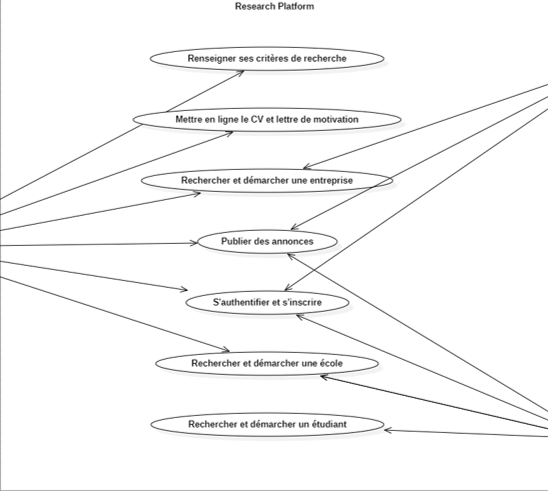 Research Platform
Renseigner ses critères de recherche
Mettre en ligne le CV et lettre de motivation
Rechercher et démarcher une entreprise
Publier des annonces
S'authentifier et s'inscrire
Rechercher et démarcher une école
Rechercher et démarcher un étudiant